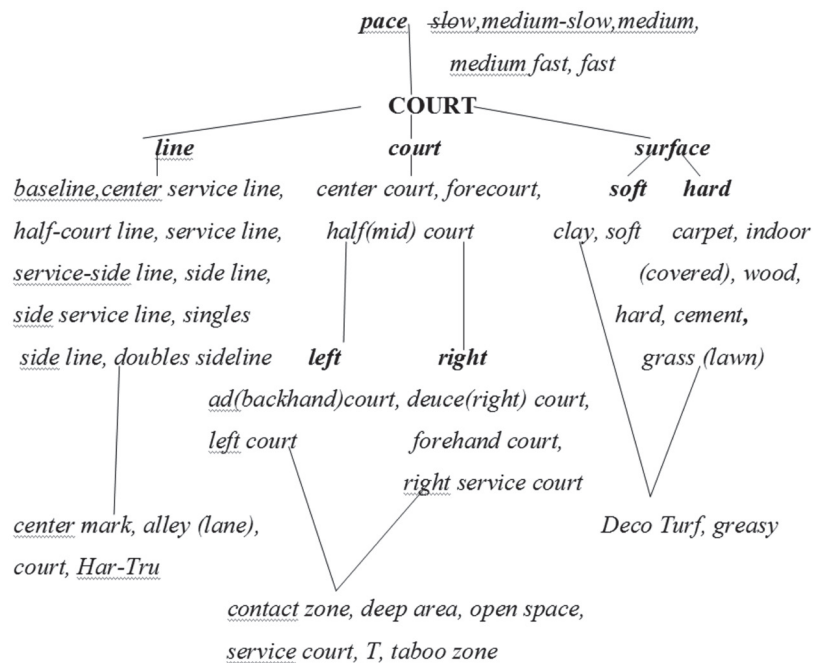 pace slow,medium-slow,medium,
medium fast, fast
COURT
line court surface
baseline,center service line, center court, forecourt, soft hard
half-court line, service line, half(mid) court clay, soft carpet, indoor
service-side line, side line, (covered), wood,
side service line, singles hard, cement,
side line, doubles sideline left right grass (lawn)
ad(backhand)court, deuce(right) court,
left court forehand court,
right service court
center mark, alley (lane), Deco Turf, greasy
court, Har-Tru
contact zone, deep area, open space,
service court, T, taboo zone